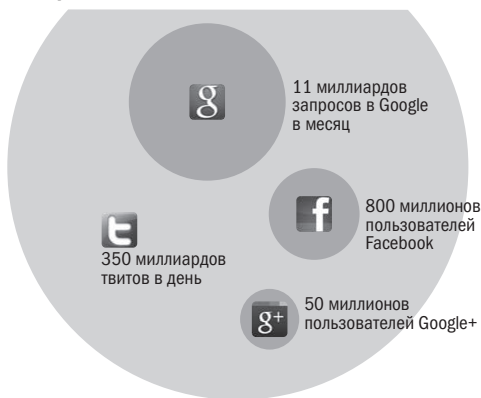 g
11 миллиардов
запросов в Google
в месяц
f
800 миллионов
пользователей
Facebook
t
350 миллиардов
твитов в день
g+
50 миллионов
пользователей Google+